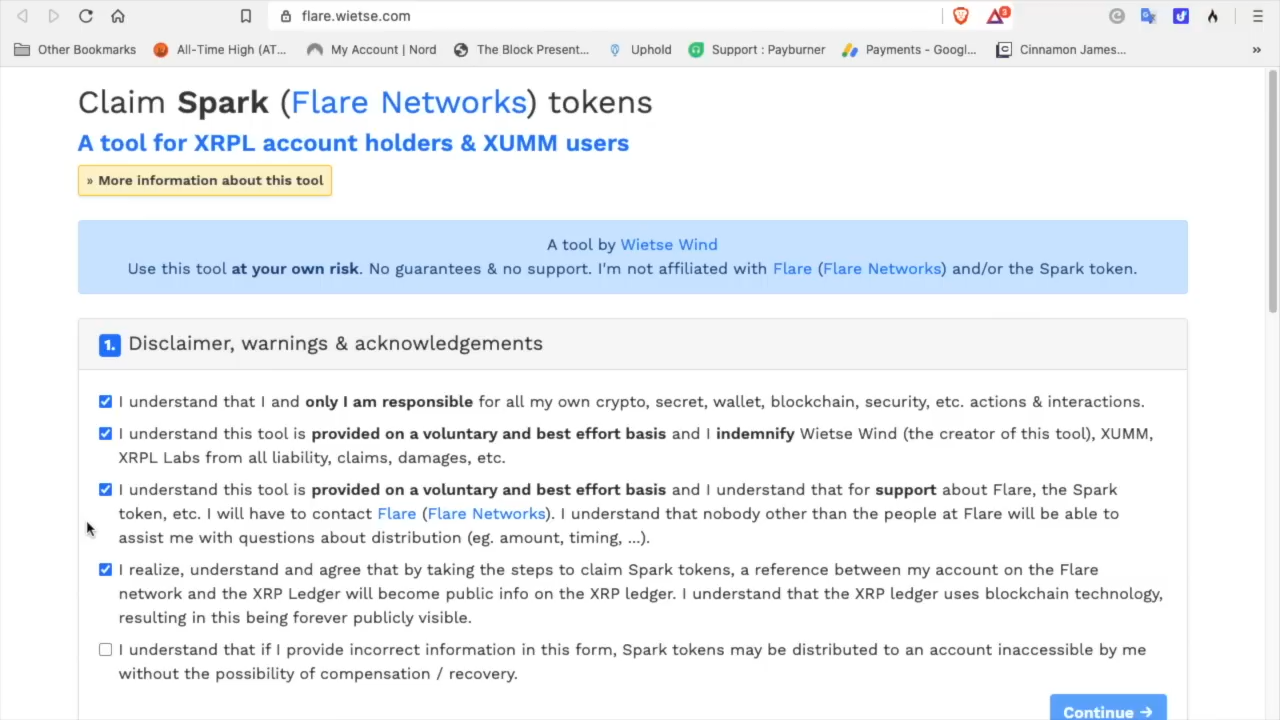 flare.wietse.com
3
Other Bookmarks All-Time High (AT... My Account | Nord The Block Present... Uphold Support : Payburner Payments - Googl... Cinnamon James... »
Claim Spark (Flare Networks) tokens
A tool for XRPL account holders & XUMM users
» More information about this tool
A tool by Wietse Wind
Use this tool at your own risk. No guarantees & no support. I'm not affiliated with Flare (Flare Networks) and/or the Spark token.
1. Disclaimer, warnings & acknowledgements
I understand that I and only I am responsible for all my own crypto, secret, wallet, blockchain, security, etc. actions & interactions.
I understand this tool is provided on a voluntary and best effort basis and I indemnify Wietse Wind (the creator of this tool), XUMM,
XRPL Labs from all liability, claims, damages, etc.
I understand this tool is provided on a voluntary and best effort basis and I understand that for support about Flare, the Spark
token, etc. I will have to contact Flare (Flare Networks). I understand that nobody other than the people at Flare will be able to
assist me with questions about distribution (eg. amount, timing, ...).
I realize, understand and agree that by taking the steps to claim Spark tokens, a reference between my account on the Flare
network and the XRP Ledger will become public info on the XRP ledger. I understand that the XRP ledger uses blockchain technology,
resulting in this being forever publicly visible.
I understand that if I provide incorrect information in this form, Spark tokens may be distributed to an account inaccessible by me
without the possibility of compensation / recovery.
Continue →